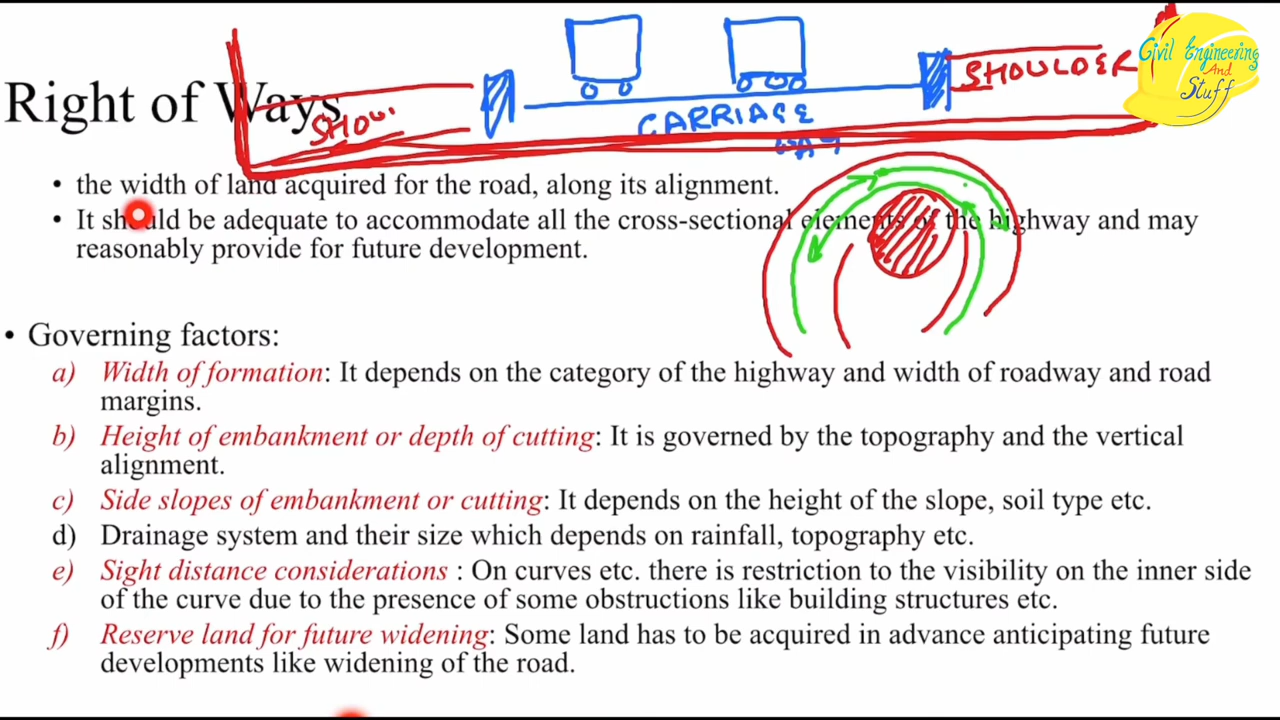 Right of Ways
SHOU.
CARRIAGE
WAY
SHOULDER
Civil Engineering
And
Stuff
• the width of land acquired for the road, along its alignment.
• It should be adequate to accommodate all the cross-sectional elements of the highway and may
reasonably provide for future development.
• Governing factors:
a) Width of formation: It depends on the category of the highway and width of roadway and road
margins.
b) Height of embankment or depth of cutting: It is governed by the topography and the vertical
alignment.
c) Side slopes of embankment or cutting: It depends on the height of the slope, soil type etc.
d) Drainage system and their size which depends on rainfall, topography etc.
e) Sight distance considerations : On curves etc. there is restriction to the visibility on the inner side
of the curve due to the presence of some obstructions like building structures etc.
f) Reserve land for future widening: Some land has to be acquired in advance anticipating future
developments like widening of the road.